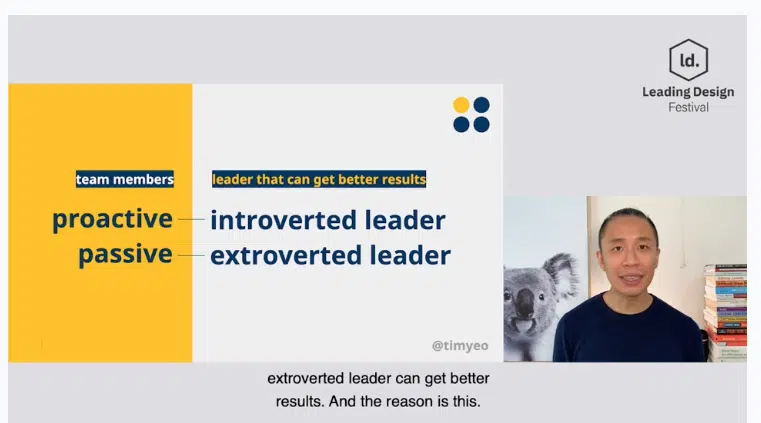 ld.
Leading Design
Festival
team members
leader that can get better results
proactive
introverted leader
passive
extroverted leader
@timyeo
extroverted leader can get better
results. And the reason is this.